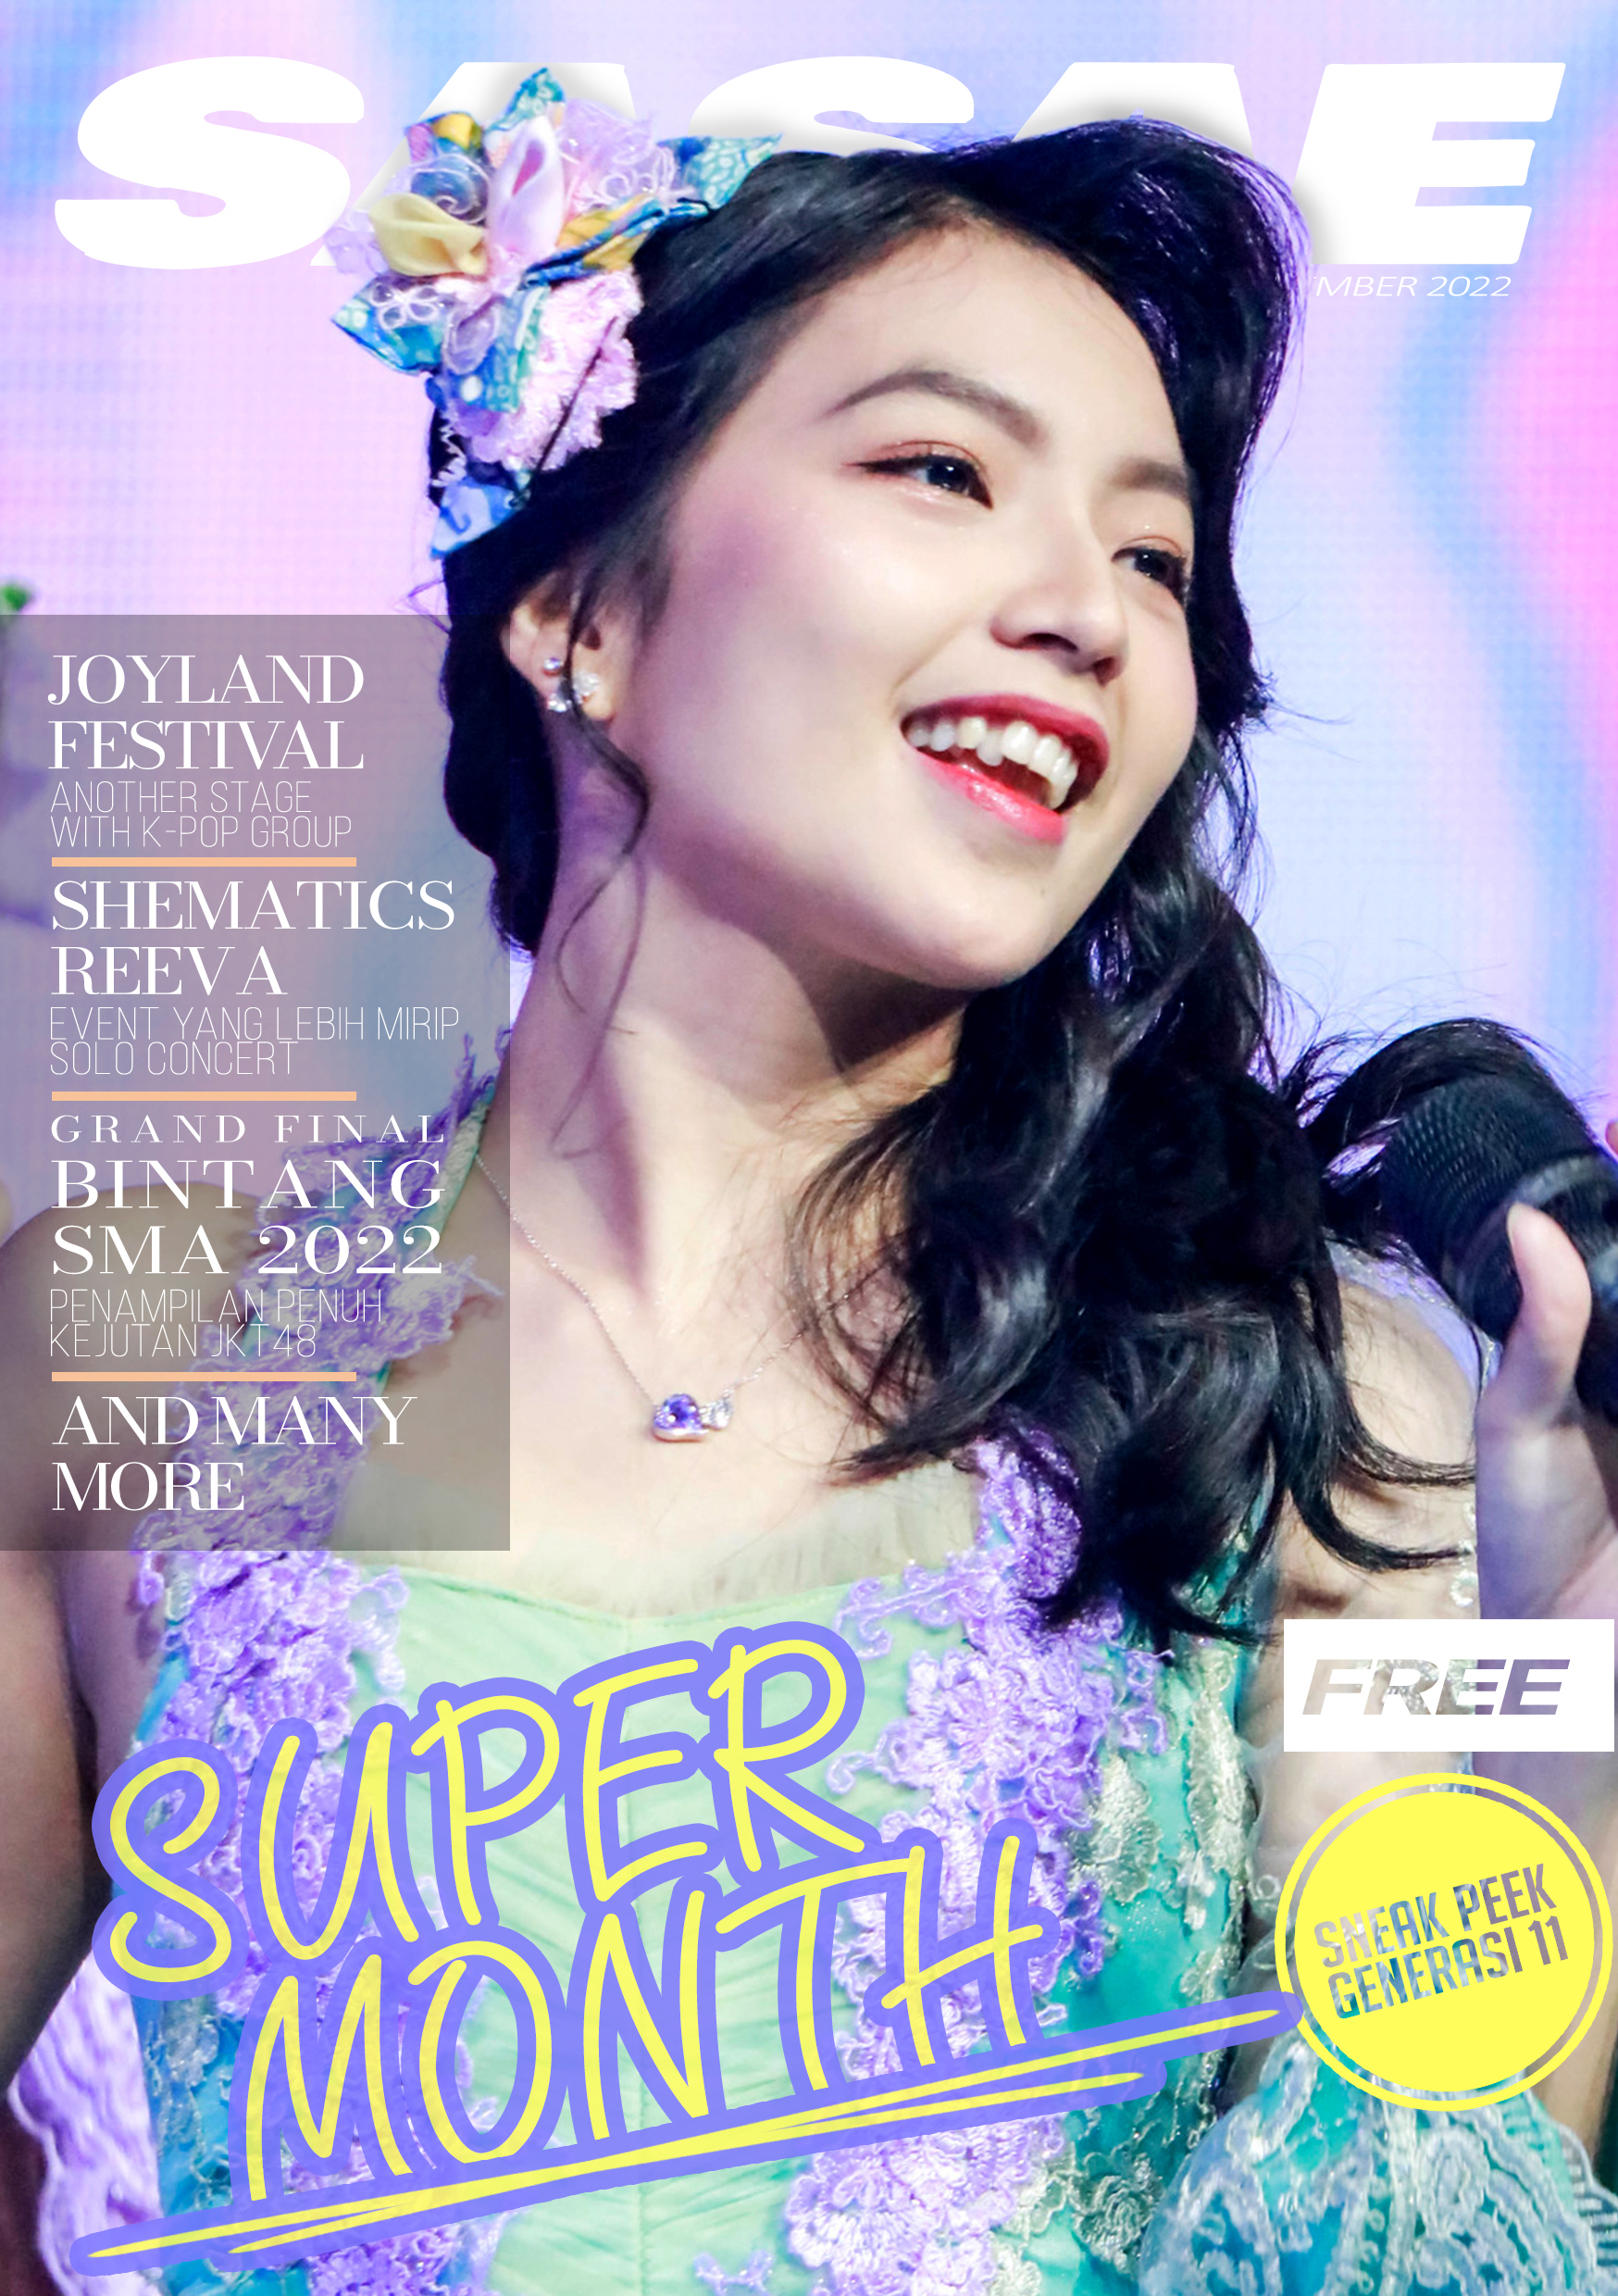 SASAE
MBER 2022
JOYLAND
FESTIVAL
ANOTHER STAGE
WITH K-POP GROUP
SHEMATICS
REEVA
EVENT YANG LEBIH MIRIP
SOLO CONCERT
GRAND FINAL
BINTANG
SMA 2022
PENAMPILAN PENUH
KEJUTAN JKT48
AND MANY
MORE
FREE
SUPER
MONTH
SNEAK PEEK
GENERASI 11